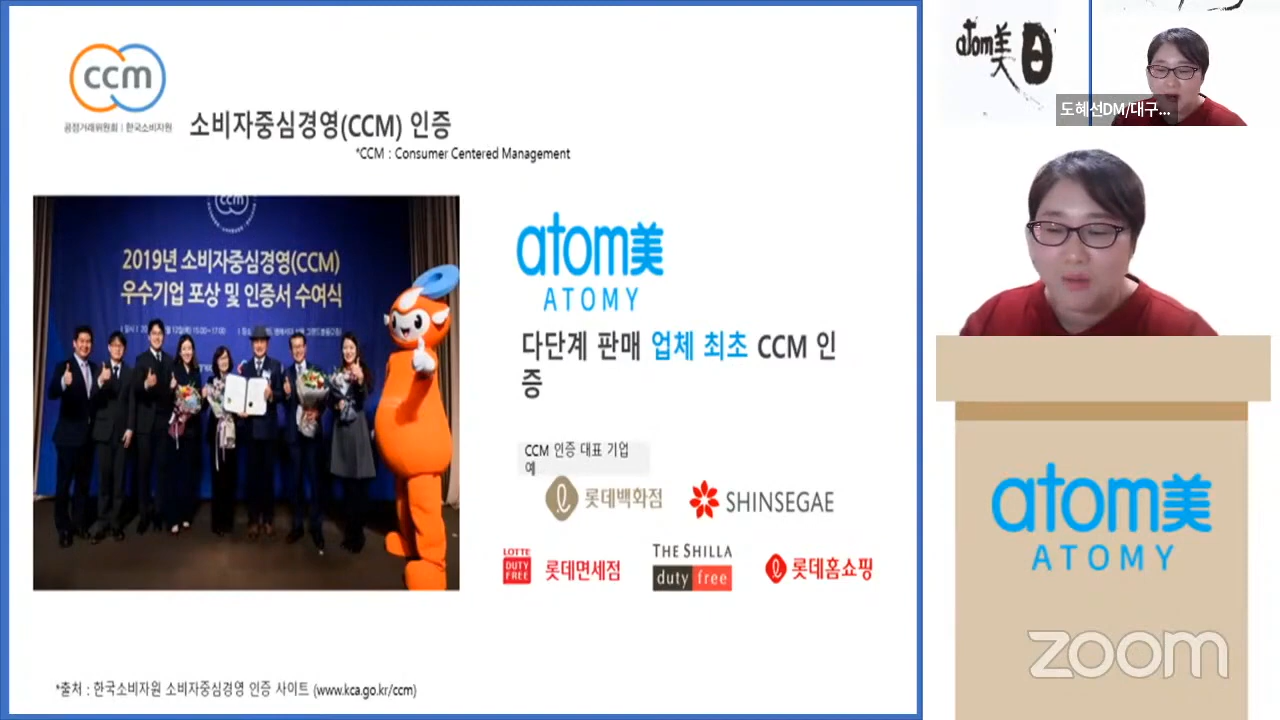 ccm
공정거래위원회 | 한국소비자원
소비자중심경영(CCM) 인증
*CCM : Consumer Centered Management
ccm
2019년 소비자중심경영(CCM)
우수기업 포상 및 인증서 수여식
atom美
ATOMY
다단계 판매 업체 최초 CCM 인
증
CCM 인증 대표 기업
예
롯데백화점
SHINSEGAE
LOTTE
DUTY
FREE
롯데면세점
THE SHILLA
duty free
롯데홈쇼핑
*출처 : 한국소비자원 소비자중심경영 인증 사이트 (www.kca.go.kr/ccm)
atom美
도혜선DM/대구...
atom美
ATOMY
zoom